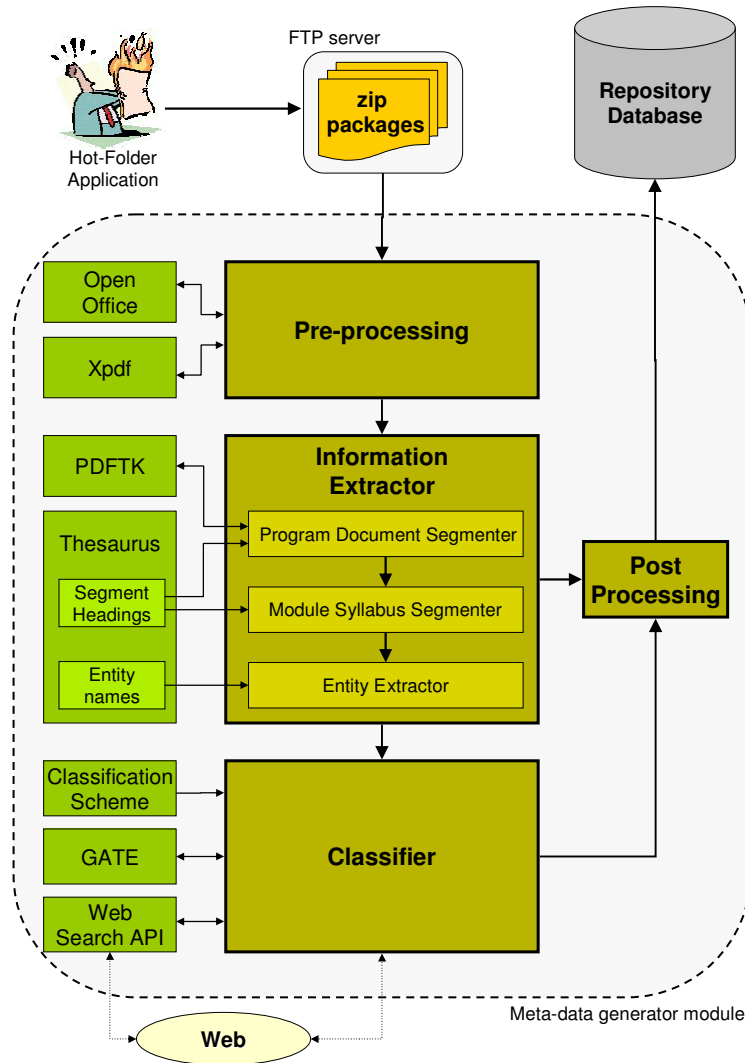 FTP server
zip
packages
Repository
Database
Hot-Folder
Application
Open
Office
Pre-processing
Xpdf
PDFTK
Information
Extractor
Program Document Segmenter
Thesaurus
Segment
Headings
Module Syllabus Segmenter
Post
Processing
Entity
names
Entity Extractor
Classification
Scheme
GATE
Classifier
Web
Search API
Meta-data generator module
Web